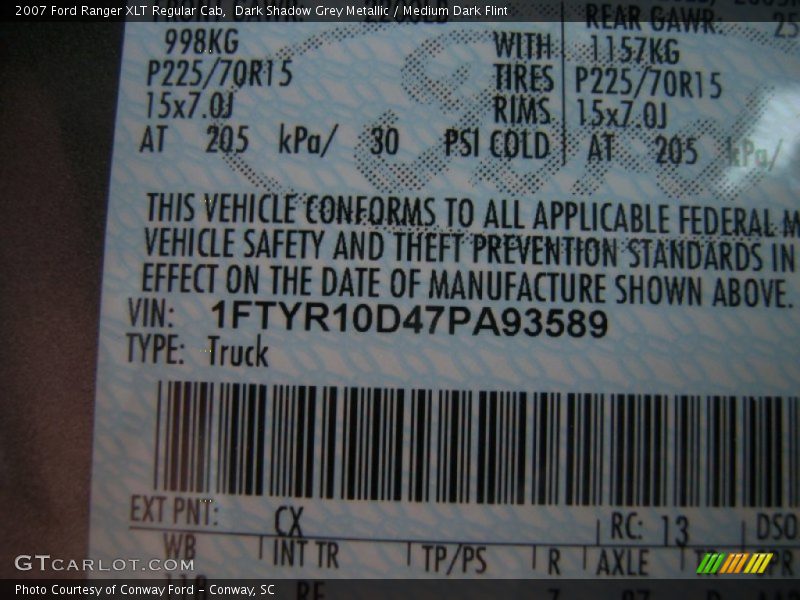 2007 Ford Ranger XLT Regular Cab, Dark Shadow Grey Metallic / Medium Dark Flint
REAR GAWR: 25
998KG WITH 1157KG
P225/70R15 TIRES P225/70R15
15x7.0J RIMS 15x7.0J
AT 205 kPa/ 30 PSI COLD AT 205 kPa/
THIS VEHICLE CONFORMS TO ALL APPLICABLE FEDERAL M
VEHICLE SAFETY AND THEFT PREVENTION STANDARDS IN
EFFECT ON THE DATE OF MANUFACTURE SHOWN ABOVE.
VIN: 1FTYR10D47PA93589
TYPE: Truck
EXT PNT: CX RC: 13 DSO
WB INT TR TP/PS R AXLE
GTCARLOT.COM
Photo Courtesy of Conway Ford – Conway, SC